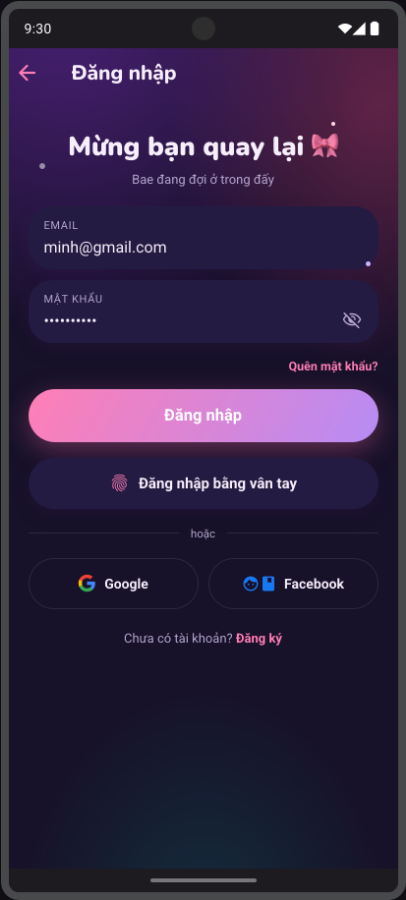 9:30
Đăng nhập
Mừng bạn quay lại 🎀
Bae đang đợi ở trong đấy
EMAIL
minh@gmail.com
MẬT KHẨU
••••••••••
Quên mật khẩu?
Đăng nhập
Đăng nhập bằng vân tay
hoặc
Google
Facebook
Chưa có tài khoản? Đăng ký